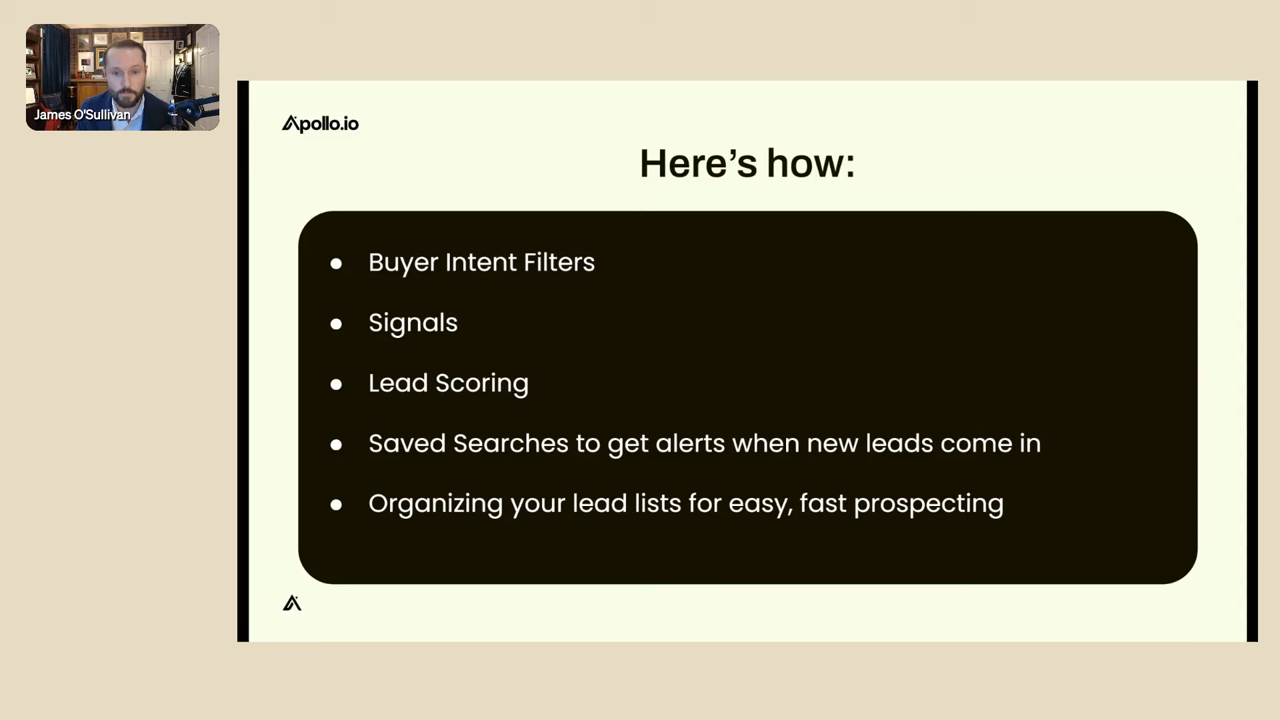 James O'Sullivan
Apollo.io
Here's how:
● Buyer Intent Filters
● Signals
● Lead Scoring
● Saved Searches to get alerts when new leads come in
● Organizing your lead lists for easy, fast prospecting